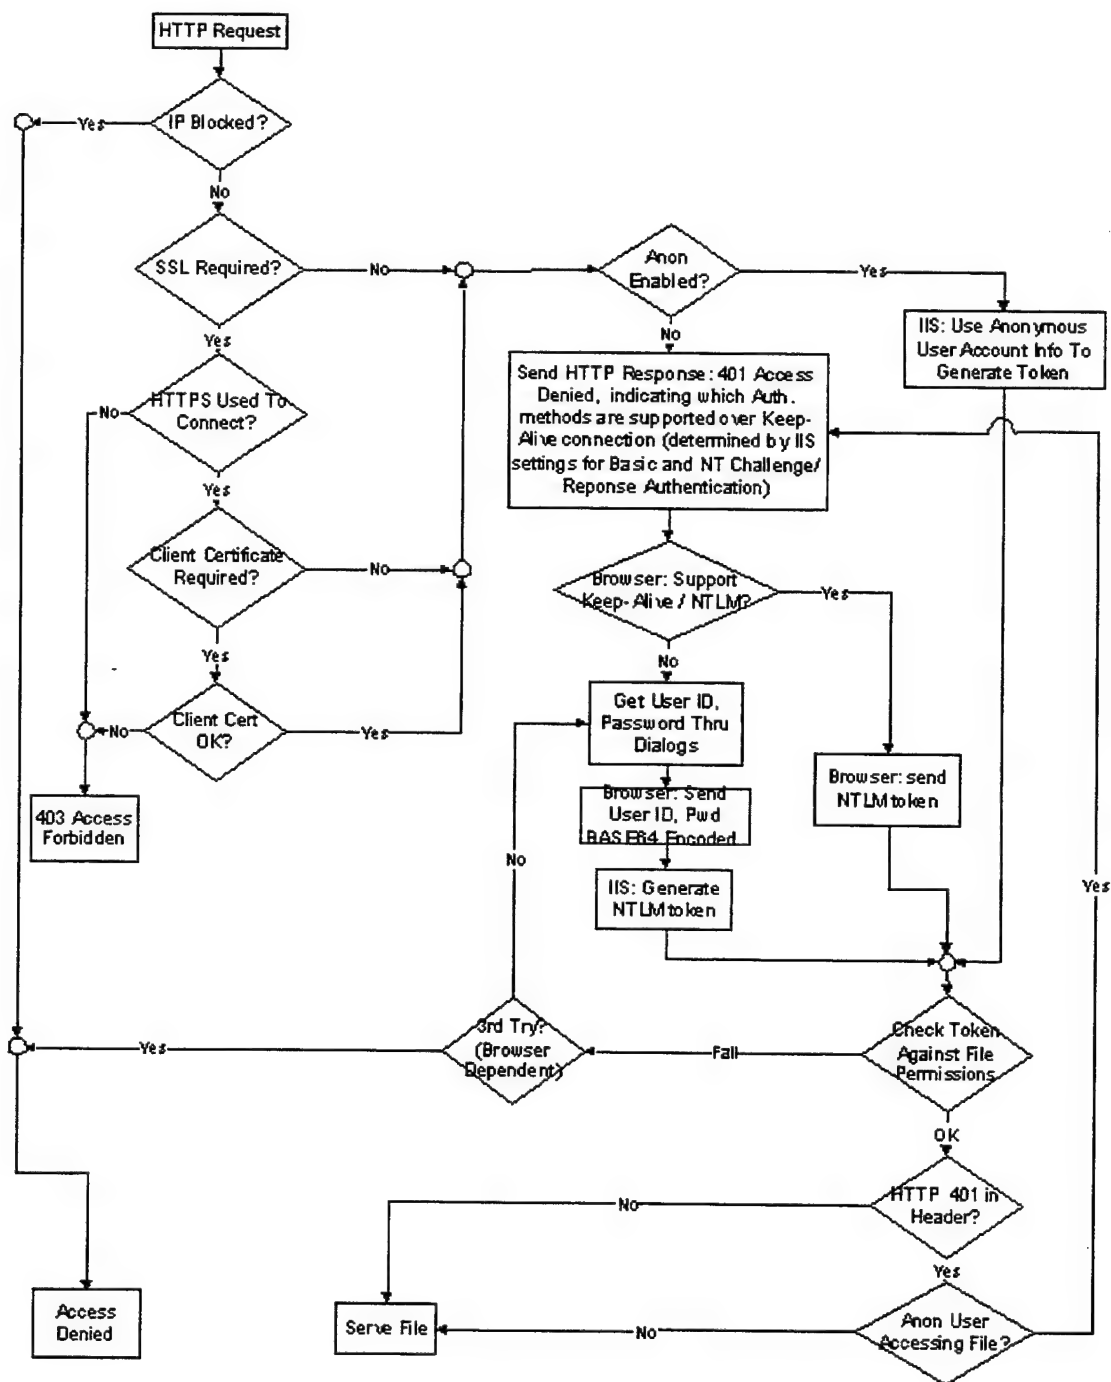 HTTP Request
IP Blocked?
Yes
No
SSL Required?
No
Anon
Enabled?
Yes
IIS: Use Anonymous
User Account Info To
Generate Token
Yes
No
Send HTTP Response: 401 Access
Denied, indicating which Auth.
methods are supported over Keep-
Alive connection (determined by IIS
settings for Basic and NT Challenge/
Reponse Authentication)
HTTPS Used To
Connect?
No
Yes
Client Certificate
Required?
No
Browser: Support
Keep-Alive / NTLM?
Yes
Yes
No
Client Cert
OK?
No
Yes
Get User ID,
Password Thru
Dialogs
403 Access
Forbidden
Browser: Send
User ID, Pwd
BASE64 Encoded
Browser: send
NTLM token
No
IIS: Generate
NTLM token
Yes
3rd Try?
(Browser
Dependent)
Yes
Fail
Check Token
Against File
Permissions
OK
HTTP 401 in
Header?
No
Yes
Access
Denied
Serve File
No
Anon User
Accessing File?